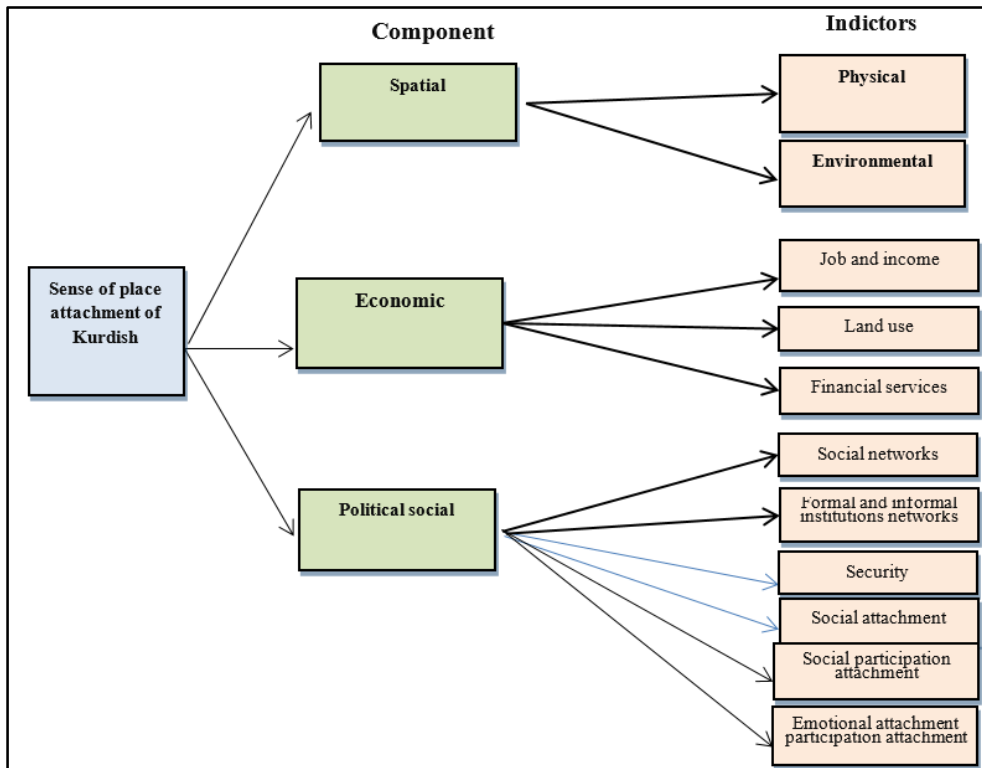 Component
Indictors
Spatial
Physical
Environmental
Sense of place
attachment of
Kurdish
Economic
Job and income
Land use
Financial services
Political social
Social networks
Formal and informal
institutions networks
Security
Social attachment
Social participation
attachment
Emotional attachment
participation attachment